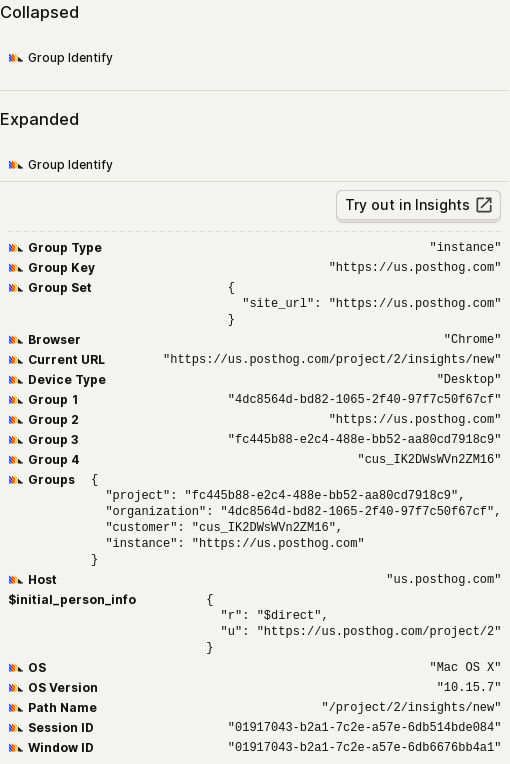 Collapsed
Group Identify
Expanded
Group Identify
Try out in Insights
Group Type "instance"
Group Key "https://us.posthog.com"
Group Set {
"site_url": "https://us.posthog.com"
}
Browser "Chrome"
Current URL "https://us.posthog.com/project/2/insights/new"
Device Type "Desktop"
Group 1 "4dc8564d-bd82-1065-2f40-97f7c50f67cf"
Group 2 "https://us.posthog.com"
Group 3 "fc445b88-e2c4-488e-bb52-aa80cd7918c9"
Group 4 "cus_IK2DWsWVn2ZM16"
Groups {
"project": "fc445b88-e2c4-488e-bb52-aa80cd7918c9",
"organization": "4dc8564d-bd82-1065-2f40-97f7c50f67cf",
"customer": "cus_IK2DWsWVn2ZM16",
"instance": "https://us.posthog.com"
}
Host "us.posthog.com"
$initial_person_info {
"r": "$direct",
"u": "https://us.posthog.com/project/2"
}
OS "Mac OS X"
OS Version "10.15.7"
Path Name "/project/2/insights/new"
Session ID "01917043-b2a1-7c2e-a57e-6db514bde084"
Window ID "01917043-b2a1-7c2e-a57e-6db6676bb4a1"